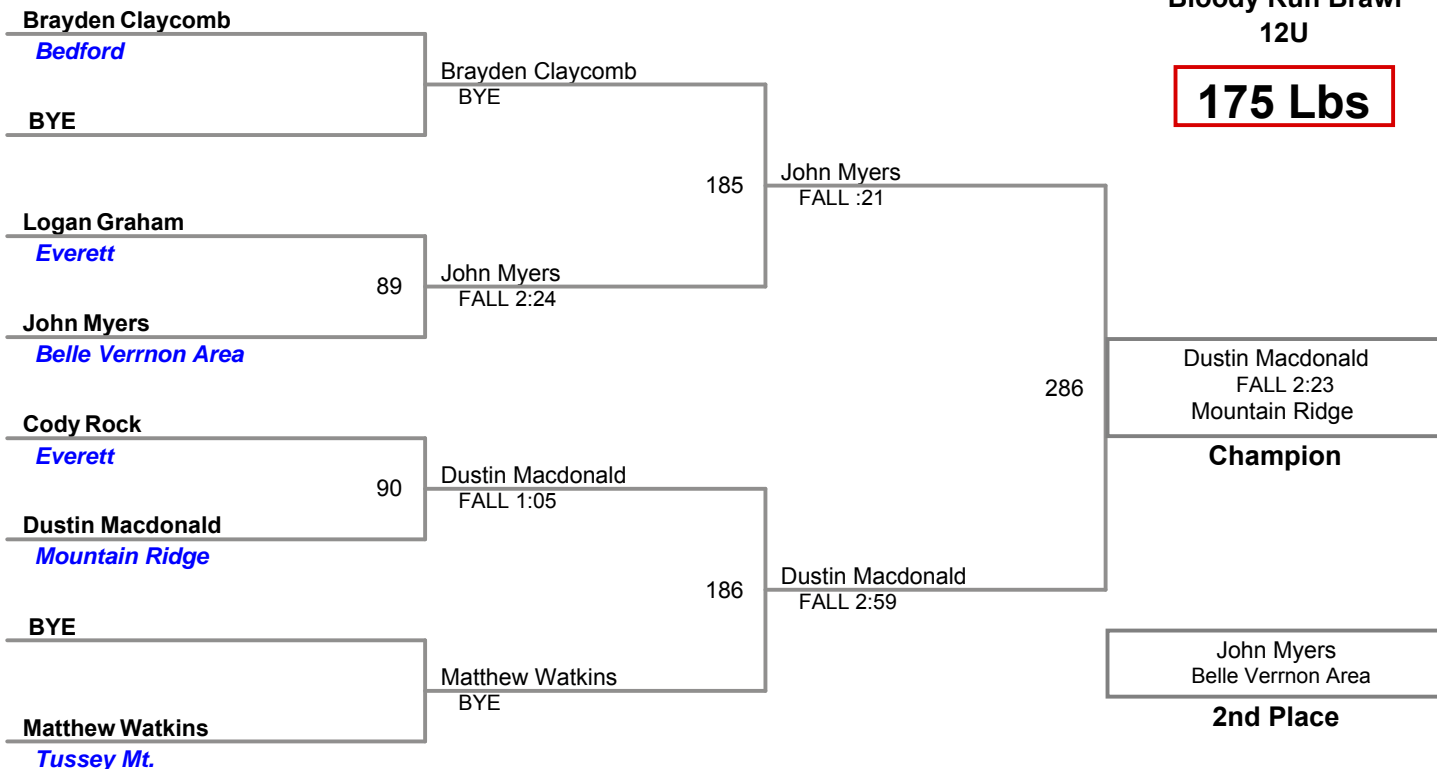 Bloody Run Brawl
12U
175 Lbs
Brayden Claycomb
Bedford
BYE
Brayden Claycomb
BYE
Logan Graham
Everett
89
John Myers
Belle Verrnon Area
John Myers
FALL 2:24
185
John Myers
FALL :21
Cody Rock
Everett
90
Dustin Macdonald
Mountain Ridge
Dustin Macdonald
FALL 1:05
BYE
Matthew Watkins
Tussey Mt.
Matthew Watkins
BYE
186
Dustin Macdonald
FALL 2:59
286
Dustin Macdonald
FALL 2:23
Mountain Ridge
Champion
John Myers
Belle Verrnon Area
2nd Place